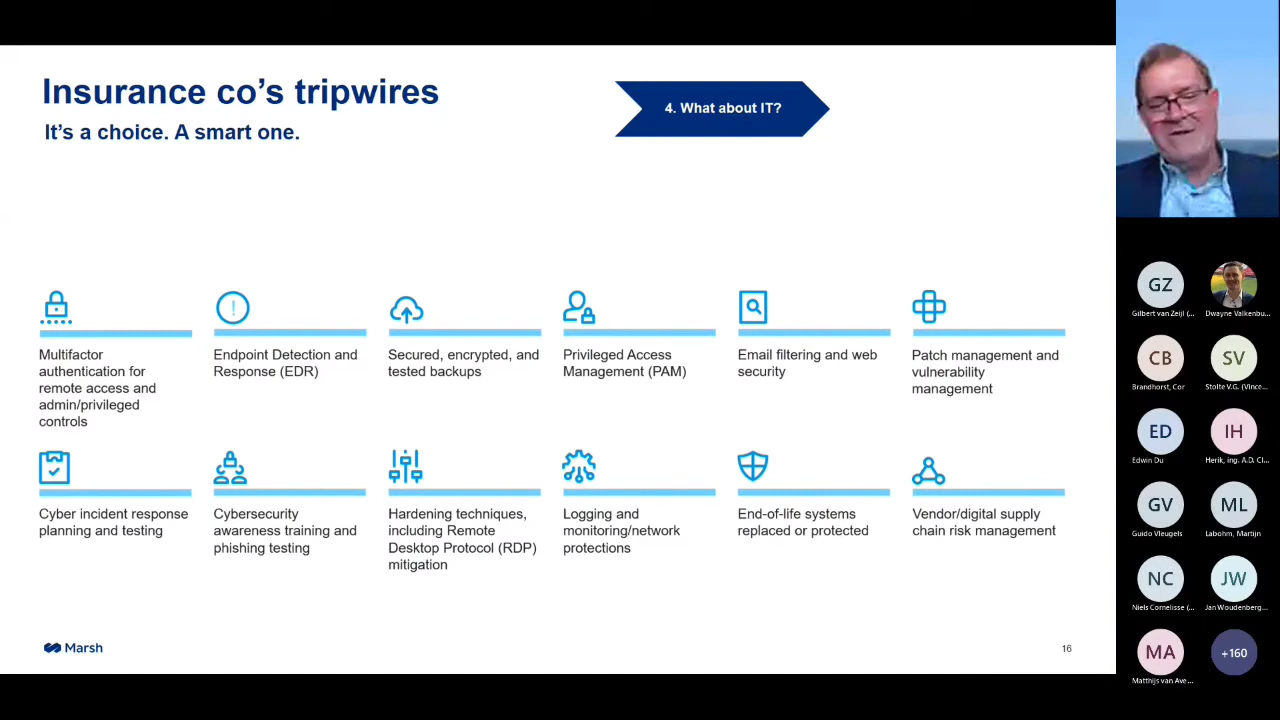 Insurance co's tripwires
It's a choice. A smart one.
4. What about IT?
Multifactor
authentication for
remote access and
admin/privileged
controls
Endpoint Detection and
Response (EDR)
Secured, encrypted, and
tested backups
Privileged Access
Management (PAM)
Email filtering and web
security
Patch management and
vulnerability
management
Cyber incident response
planning and testing
Cybersecurity
awareness training and
phishing testing
Hardening techniques,
including Remote
Desktop Protocol (RDP)
mitigation
Logging and
monitoring/network
protections
End-of-life systems
replaced or protected
Vendor/digital supply
chain risk management
Marsh
16
GZ
Gilbert van Zeijl (...
Dwayne Valkenbu...
CB
Brandhorst, Cor
SV
Stolte V.G. (Vince...
ED
Edwin Du
IH
Herik, ing. A.D. Cl...
GV
Guido Vleugels
ML
Labohm, Martijn
NC
Niels Cornelisse (...
JW
Jan Woudenberg...
MA
Matthijs van Ave...
+160